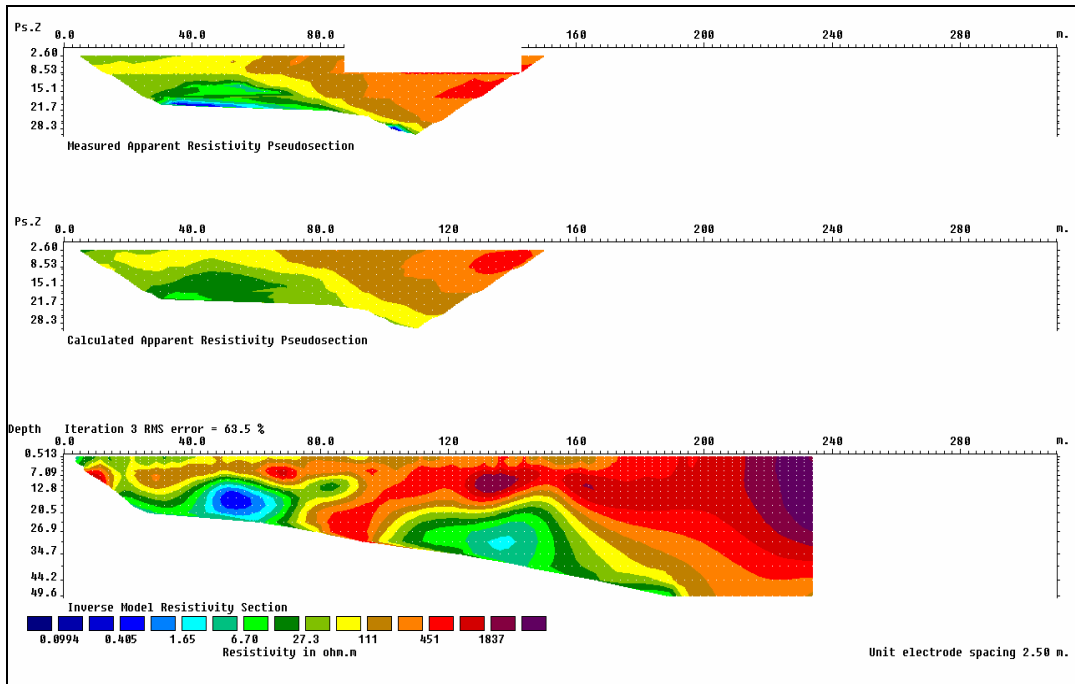 Ps.Z 0.0 40.0 80.0 160 200 240 280 m.
2.60
8.53
15.1
21.7
28.3
Measured Apparent Resistivity Pseudosection
Ps.Z 0.0 40.0 80.0 120 160 200 240 280 m.
2.60
8.53
15.1
21.7
28.3
Calculated Apparent Resistivity Pseudosection
Depth Iteration 3 RMS error = 63.5 %
0.0 40.0 80.0 120 160 200 240 280 m.
0.513
7.09
12.8
20.5
26.9
34.7
44.2
49.6
Inverse Model Resistivity Section
0.0994 0.405 1.65 6.70 27.3 111 451 1837
Resistivity in ohm.m
Unit electrode spacing 2.50 m.